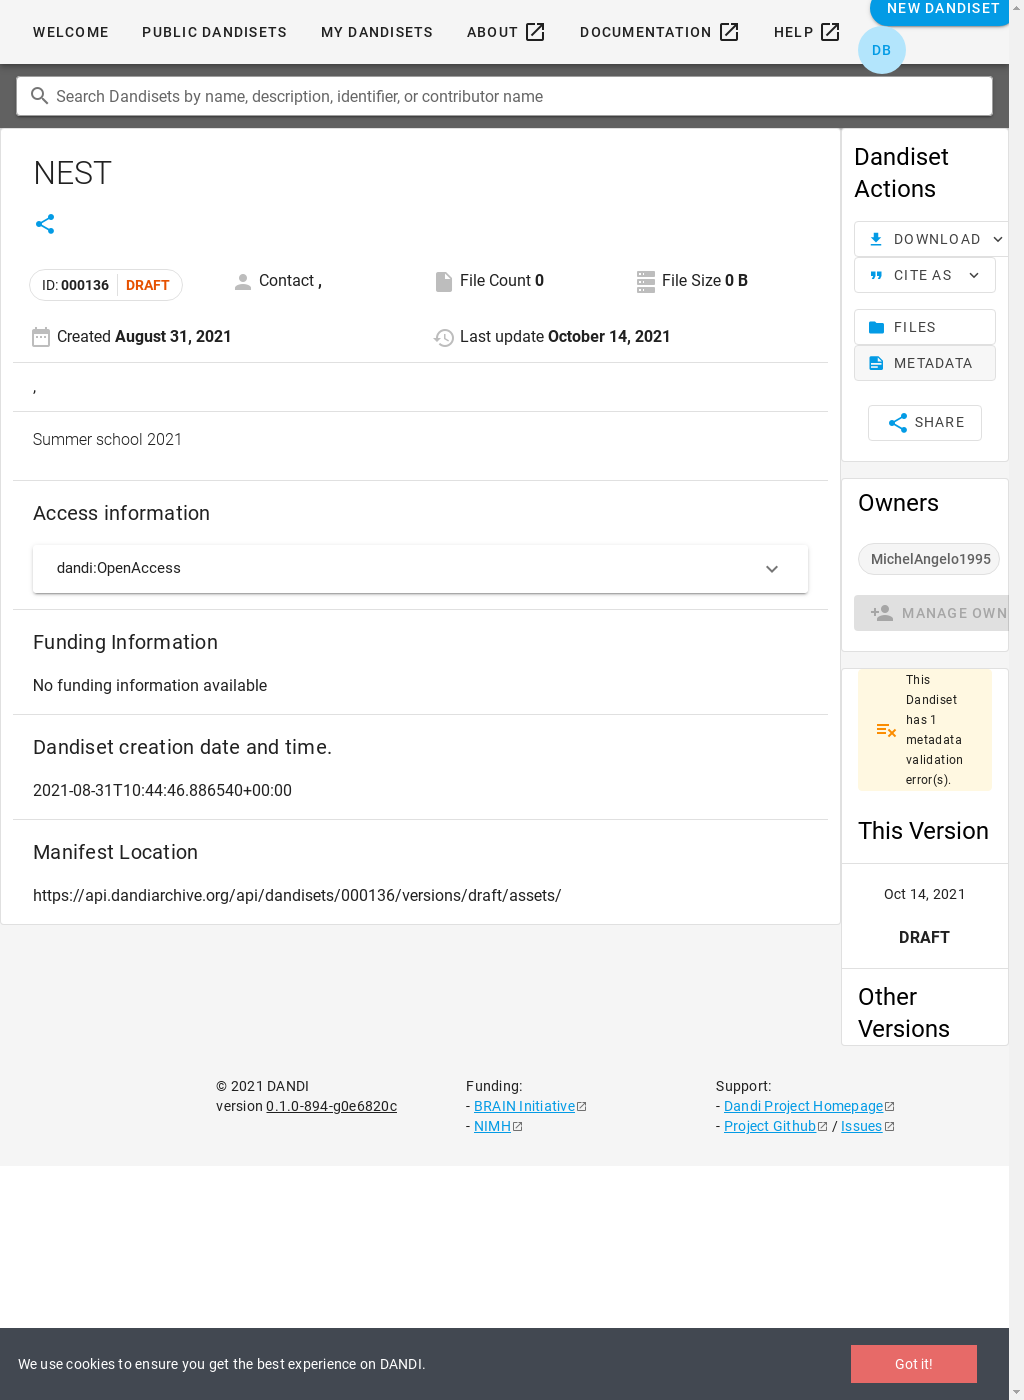 WELCOME PUBLIC DANDISETS MY DANDISETS ABOUT DOCUMENTATION HELP NEW DANDISET
DB
Search Dandisets by name, description, identifier, or contributor name
NEST
ID: 000136 DRAFT
Contact ,
File Count 0
File Size 0 B
Created August 31, 2021
Last update October 14, 2021
,
Summer school 2021
Access information
dandi:OpenAccess
Funding Information
No funding information available
Dandiset creation date and time.
2021-08-31T10:44:46.886540+00:00
Manifest Location
https://api.dandiarchive.org/api/dandisets/000136/versions/draft/assets/
Dandiset
Actions
DOWNLOAD
CITE AS
FILES
METADATA
SHARE
Owners
MichelAngelo1995
MANAGE OWN
This
Dandiset
has 1
metadata
validation
error(s).
This Version
Oct 14, 2021
DRAFT
Other
Versions
© 2021 DANDI
version 0.1.0-894-g0e6820c
Funding:
- BRAIN Initiative
- NIMH
Support:
- Dandi Project Homepage
- Project Github / Issues
We use cookies to ensure you get the best experience on DANDI.
Got it!